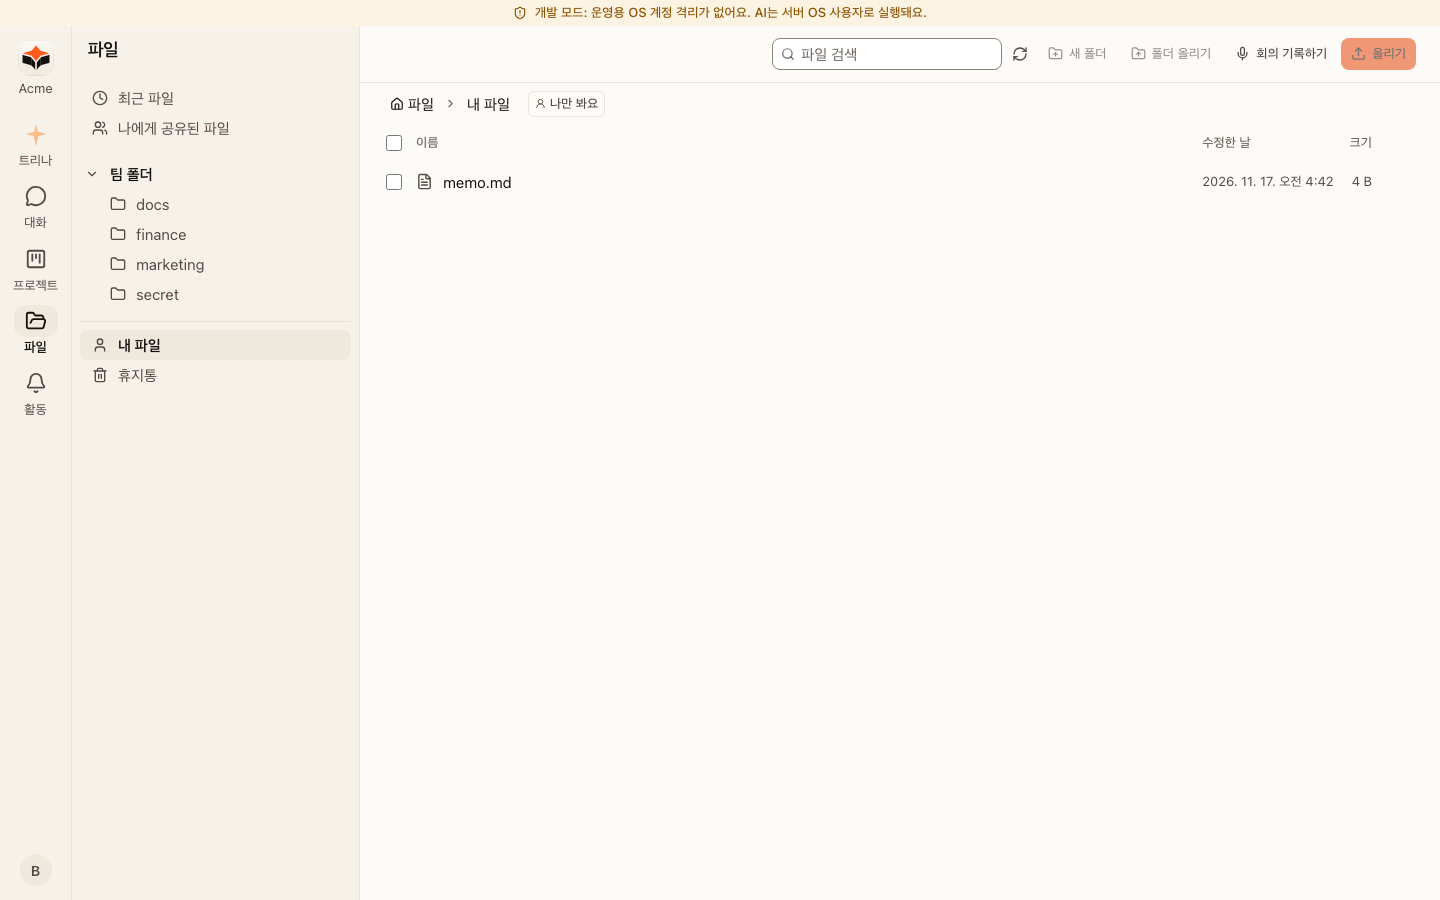 개발 모드: 운영용 OS 계정 격리가 없어요. AI는 서버 OS 사용자로 실행돼요.
Acme
트리나
대화
프로젝트
파일
활동
B
파일
최근 파일
나에게 공유된 파일
팀 폴더
docs
finance
marketing
secret
내 파일
휴지통
파일 검색
새 폴더
폴더 올리기
회의 기록하기
올리기
파일
내 파일
나만 봐요
이름
수정한 날
크기
memo.md
2026. 11. 17. 오전 4:42
4 B